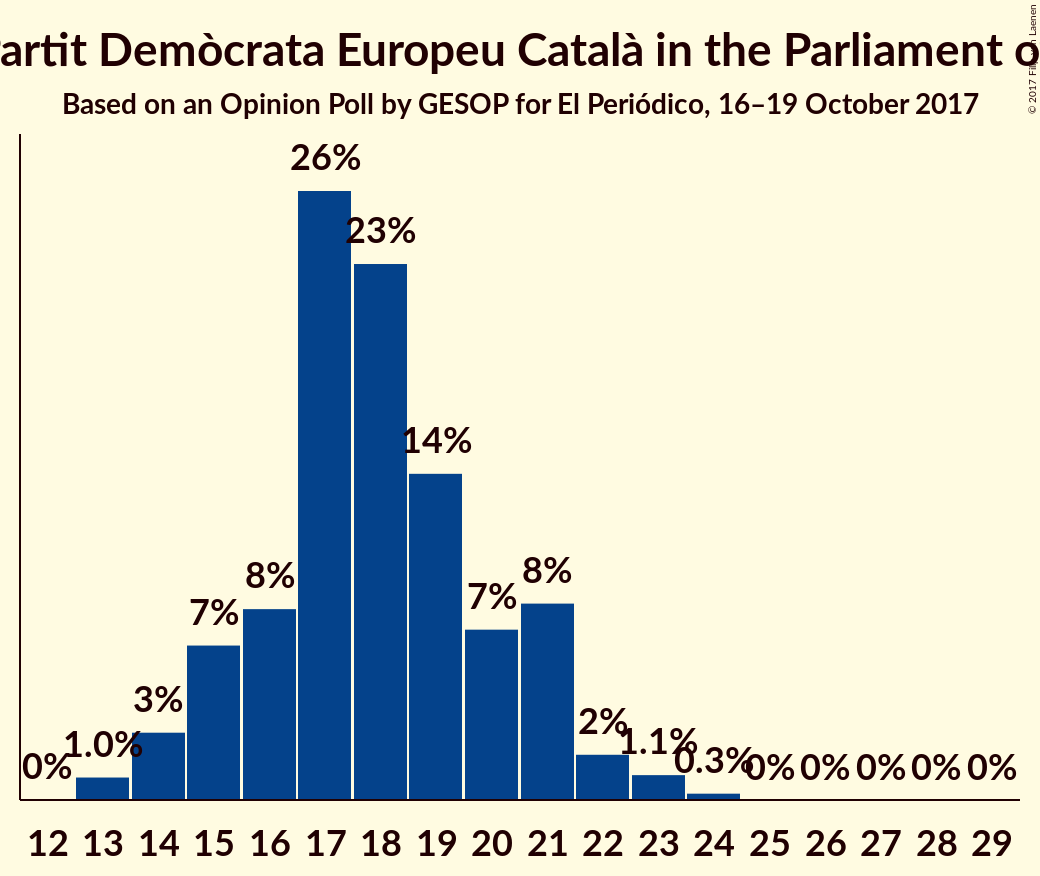 artit Demòcrata Europeu Català in the Parliament o
Based on an Opinion Poll by GESOP for El Periódico, 16–19 October 2017
© 2017 Laenen
26%
23%
14%
8%
8%
7%
7%
3%
2%
1.0%
1.1%
0.3%
0%
0% 0% 0% 0% 0%
12 13 14 15 16 17 18 19 20 21 22 23 24 25 26 27 28 29